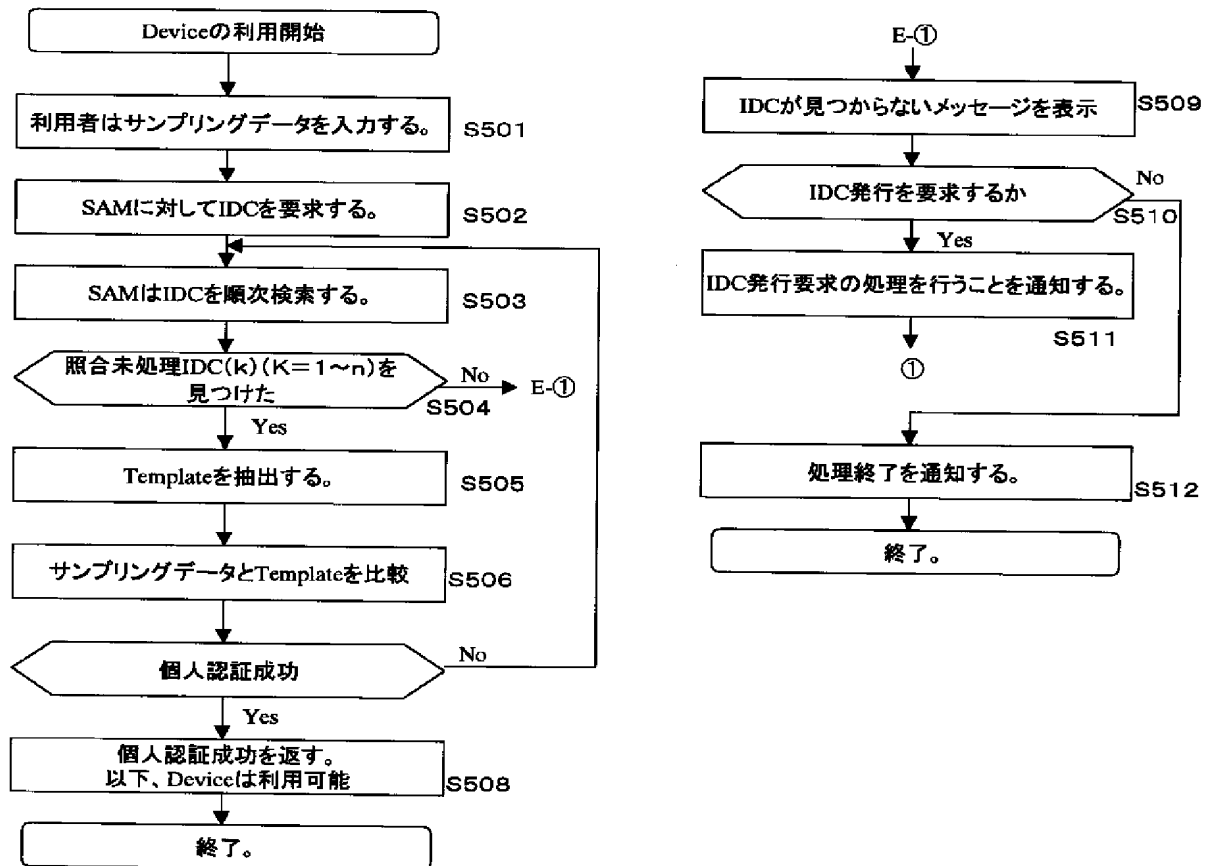 Deviceの利用開始
利用者はサンプリングデータを入力する。
S501
SAMに対してIDCを要求する。
S502
SAMはIDCを順次検索する。
S503
照合未処理IDC(k)(K=1~n)を
見つけた
No
E-①
S504
Yes
Templateを抽出する。
S505
サンプリングデータとTemplateを比較
S506
個人認証成功
No
Yes
個人認証成功を返す。
以下、Deviceは利用可能
S508
終了。
E-①
IDCが見つからないメッセージを表示
S509
IDC発行を要求するか
No
S510
Yes
IDC発行要求の処理を行うことを通知する。
S511
①
処理終了を通知する。
S512
終了。